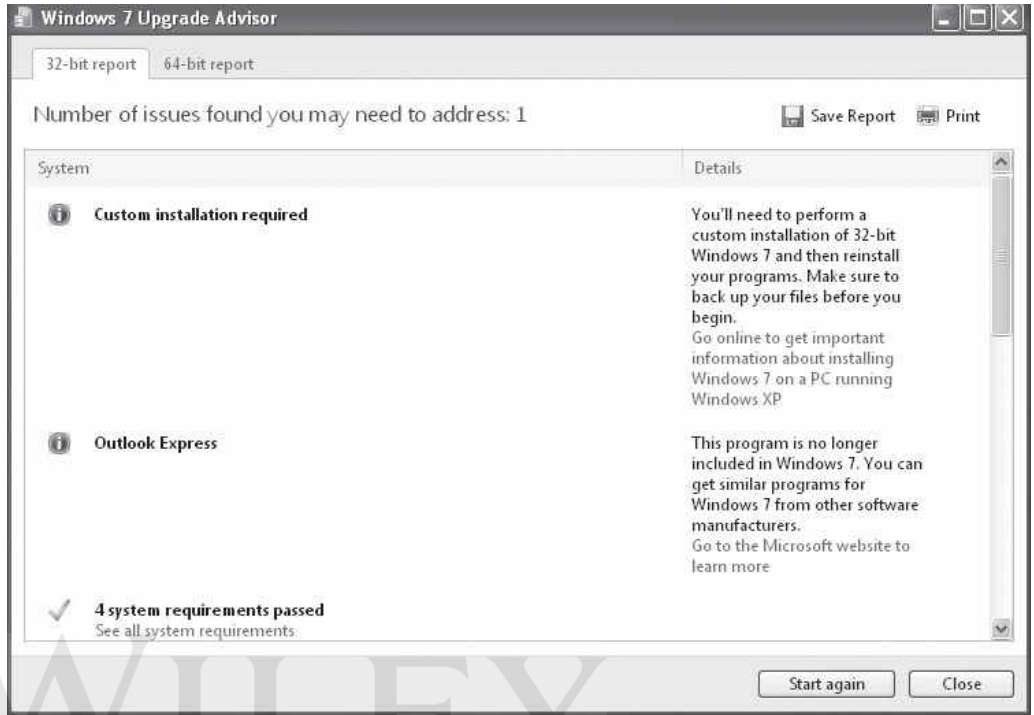 Windows 7 Upgrade Advisor
32-bit report
64-bit report
Number of issues found you may need to address: 1
Save Report
Print
System
Details
Custom installation required
You'll need to perform a
custom installation of 32-bit
Windows 7 and then reinstall
your programs. Make sure to
back up your files before you
begin.
Go online to get important
information about installing
Windows 7 on a PC running
Windows XP
Outlook Express
This program is no longer
included in Windows 7. You can
get similar programs for
Windows 7 from other software
manufacturers.
Go to the Microsoft website to
learn more
4 system requirements passed
See all system requirements
Start again
Close
WILEY